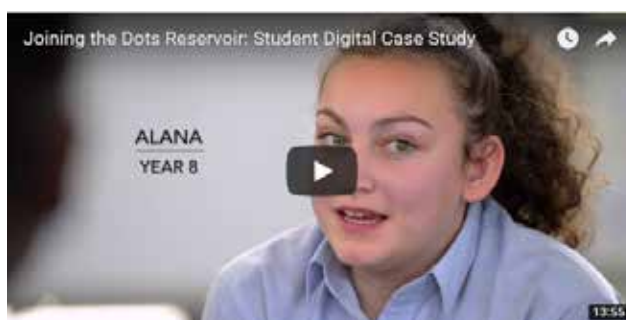 Joining the Dots Reservoir: Student Digital Case Study
ALANA
YEAR 8
13:55